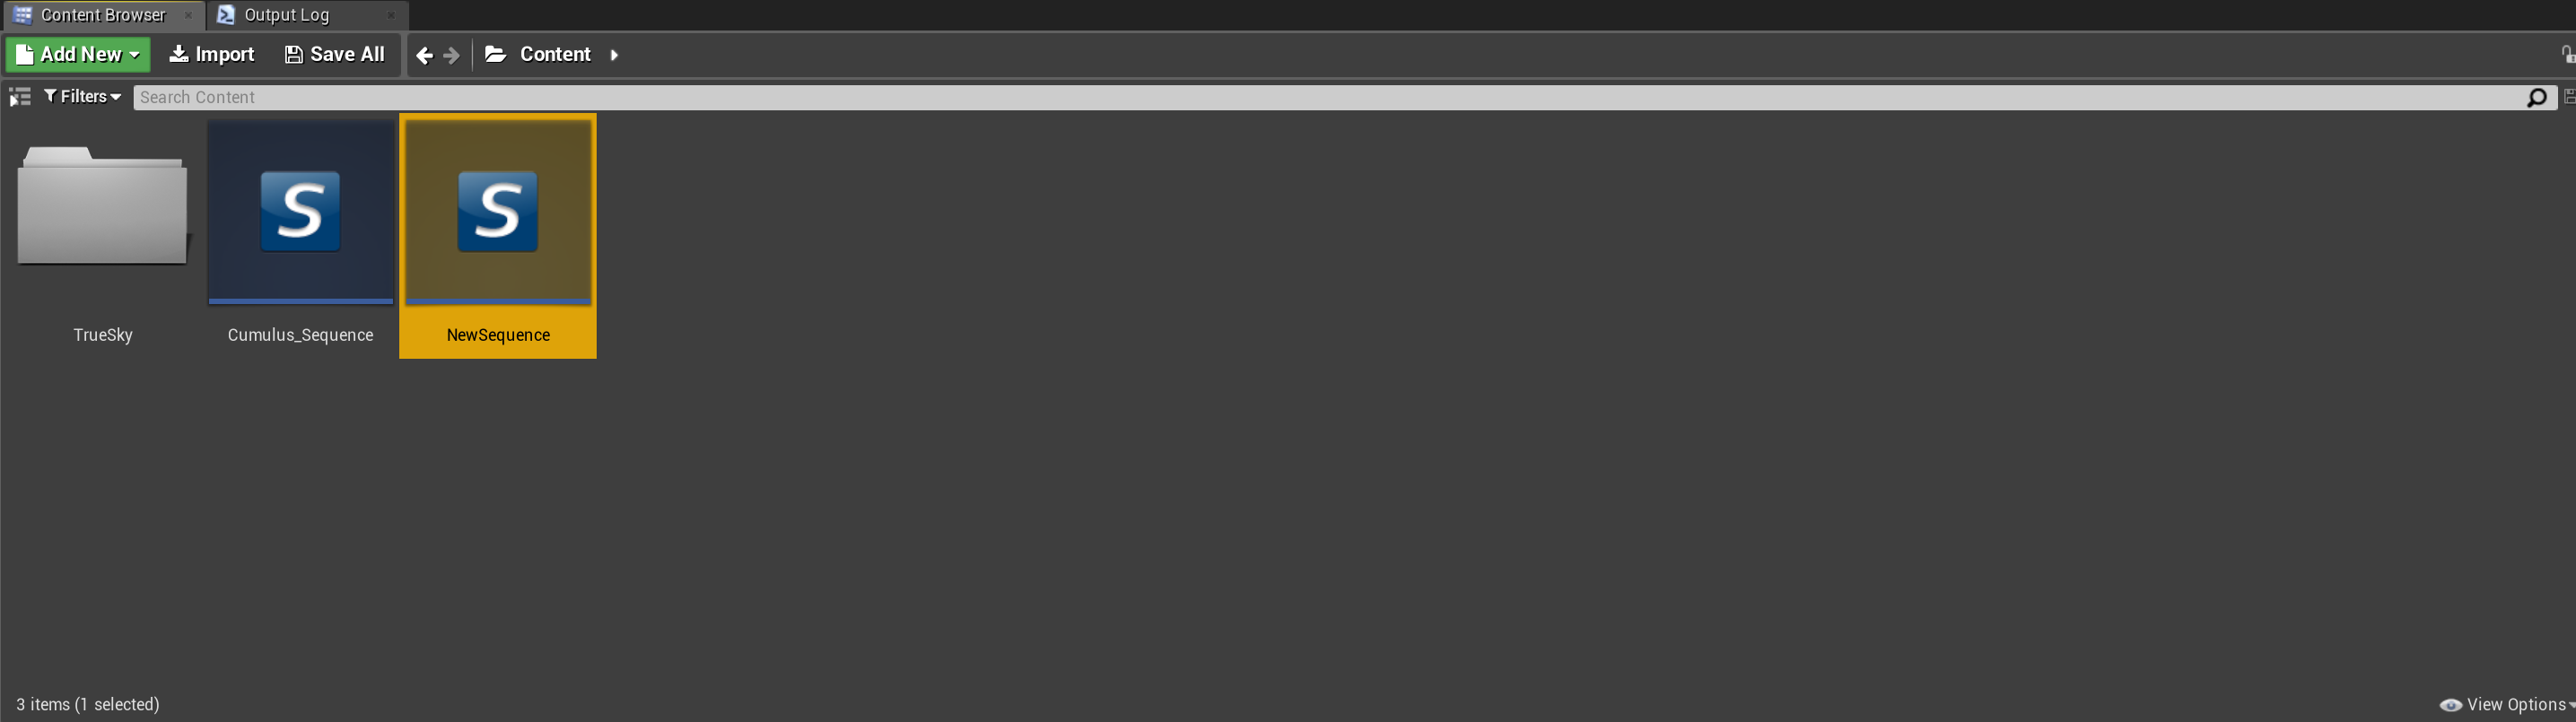 Content Browser Output Log
Add New Import Save All Content
Filters Search Content
S S
TrueSky Cumulus_Sequence NewSequence
3 items (1 selected) View Options